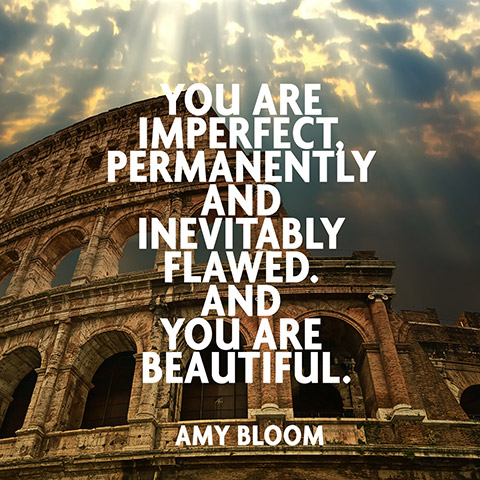 YOU ARE
IMPERFECT,
PERMANENTLY
AND
INEVITABLY
FLAWED.
AND
YOU ARE
BEAUTIFUL.
AMY BLOOM